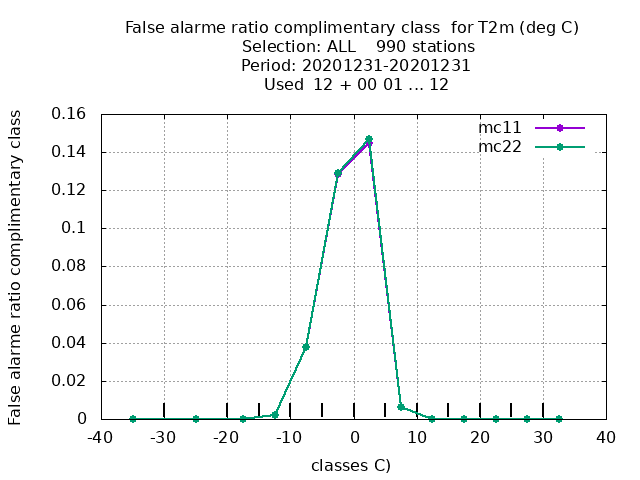 False alarme ratio complimentary class  for T2m (deg C)
Selection: ALL    990 stations
Period: 20201231-20201231
Used  12 + 00 01 ... 12
False alarme ratio complimentary class
mc11
mc22
0.16
0.14
0.12
0.1
0.08
0.06
0.04
0.02
0
-40 -30 -20 -10 0 10 20 30 40
classes C)